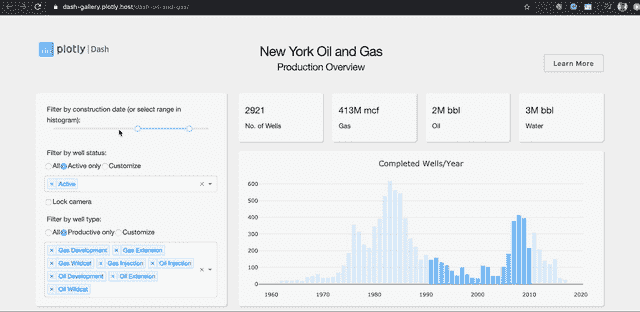 dash-gallery.plotly.host/dash-oil-and-gas/
plotly | Dash
New York Oil and Gas
Production Overview
Learn More
Filter by construction date (or select range in
histogram):
Filter by well status:
All Active only Customize
× Active
Lock camera
Filter by well type:
All Productive only Customize
× Gas Development × Gas Extension
× Gas Wildcat × Gas Injection × Oil Injection
× Oil Development × Oil Extension
× Oil Wildcat
2921
No. of Wells
413M mcf
Gas
2M bbl
Oil
3M bbl
Water
Completed Wells/Year
600
500
400
300
200
100
0
1960 1970 1980 1990 2000 2010 2020